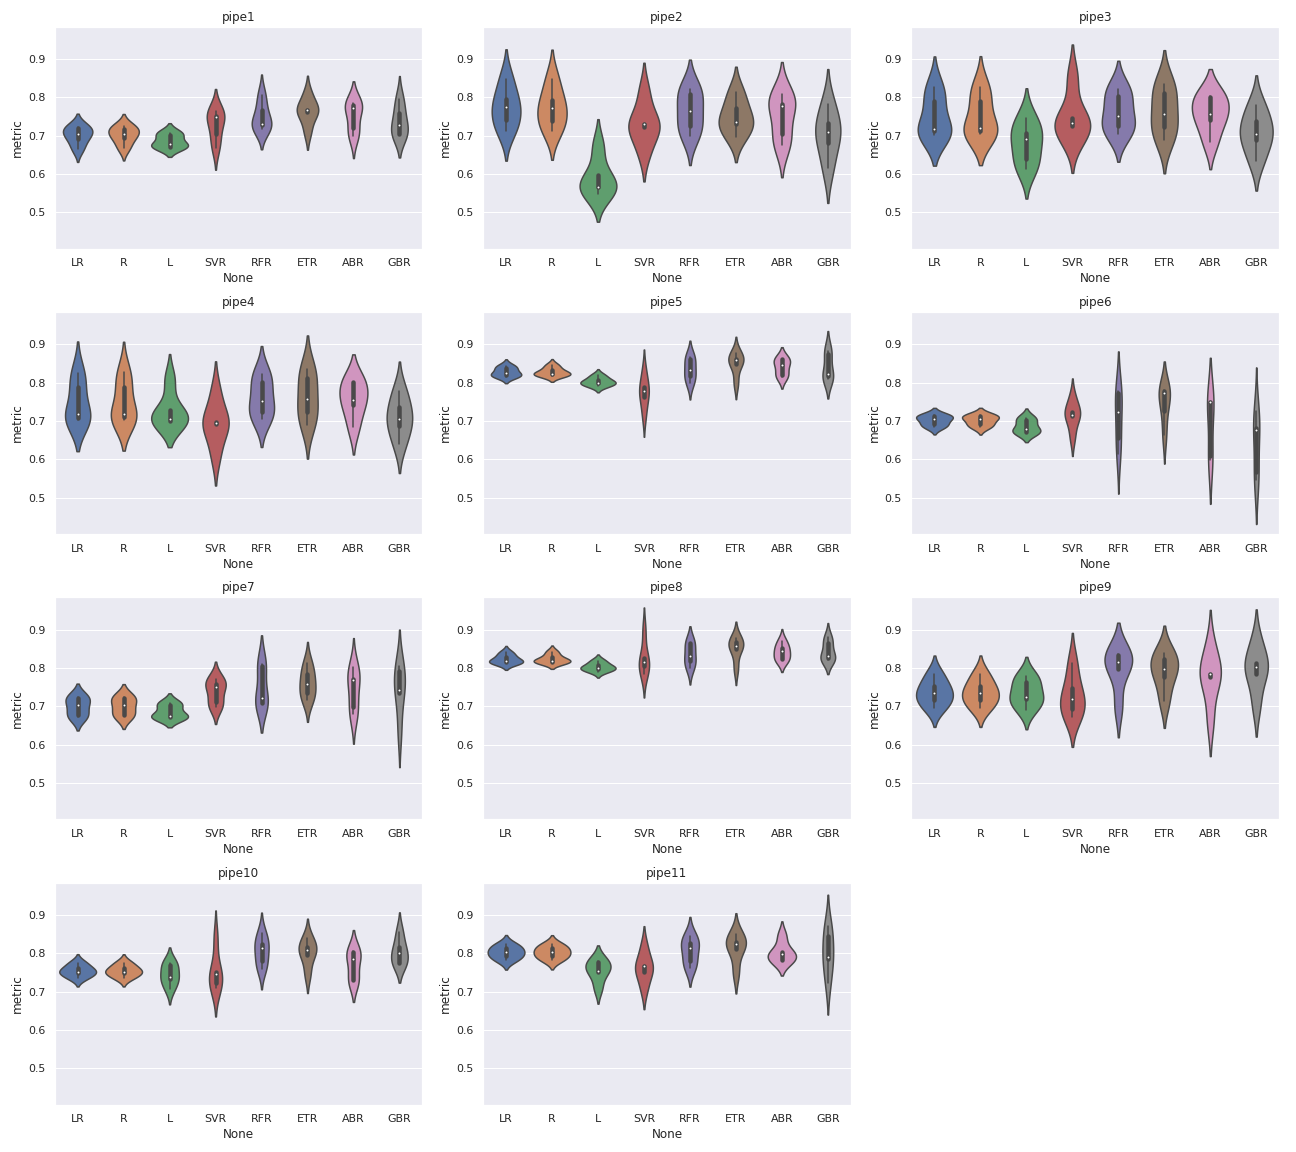 pipe1 pipe2 pipe3
0.9 0.9 0.9
0.8 0.8 0.8
0.7 0.7 0.7
0.6 0.6 0.6
0.5 0.5 0.5
metric metric metric
LR R L SVR RFR ETR ABR GBR LR R L SVR RFR ETR ABR GBR LR R L SVR RFR ETR ABR GBR
None None None
pipe4 pipe5 pipe6
0.9 0.9 0.9
0.8 0.8 0.8
0.7 0.7 0.7
0.6 0.6 0.6
0.5 0.5 0.5
metric metric metric
LR R L SVR RFR ETR ABR GBR LR R L SVR RFR ETR ABR GBR LR R L SVR RFR ETR ABR GBR
None None None
pipe7 pipe8 pipe9
0.9 0.9 0.9
0.8 0.8 0.8
0.7 0.7 0.7
0.6 0.6 0.6
0.5 0.5 0.5
metric metric metric
LR R L SVR RFR ETR ABR GBR LR R L SVR RFR ETR ABR GBR LR R L SVR RFR ETR ABR GBR
None None None
pipe10 pipe11
0.9 0.9
0.8 0.8
0.7 0.7
0.6 0.6
0.5 0.5
metric metric
LR R L SVR RFR ETR ABR GBR LR R L SVR RFR ETR ABR GBR
None None